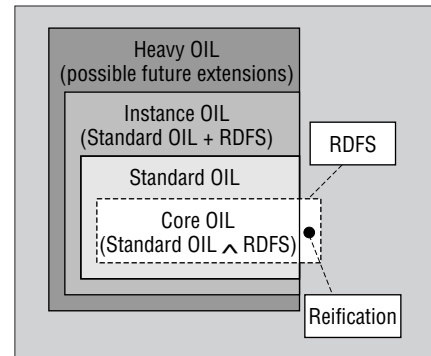 Heavy OIL
(possible future extensions)
Instance OIL
(Standard OIL + RDFS)
RDFS
Standard OIL
Core OIL
(Standard OIL ∧ RDFS)
Reification